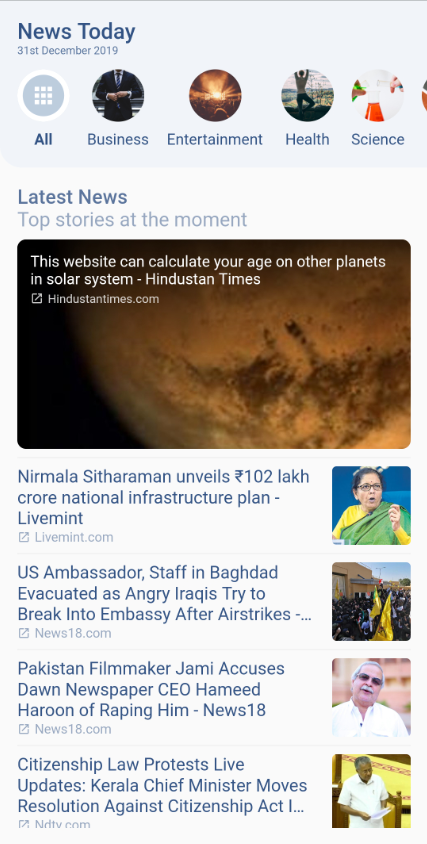 News Today
31st December 2019
All
Business
Entertainment
Health
Science
Latest News
Top stories at the moment
This website can calculate your age on other planets
in solar system - Hindustan Times
Hindustantimes.com
Nirmala Sitharaman unveils ₹102 lakh
crore national infrastructure plan -
Livemint
Livemint.com
US Ambassador, Staff in Baghdad
Evacuated as Angry Iraqis Try to
Break Into Embassy After Airstrikes -…
News18.com
Pakistan Filmmaker Jami Accuses
Dawn Newspaper CEO Hameed
Haroon of Raping Him - News18
News18.com
Citizenship Law Protests Live
Updates: Kerala Chief Minister Moves
Resolution Against Citizenship Act I…
Ndtv.com